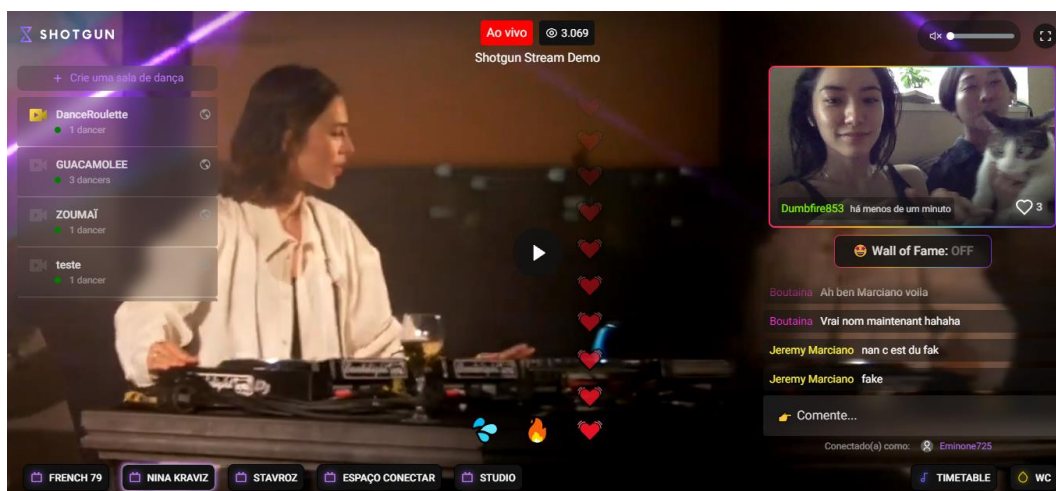 SHOTGUN
Ao vivo
3.069
Shotgun Stream Demo
+ Crie uma sala de dança
DanceRoulette
1 dancer
GUACAMOLEE
3 dancers
ZOUMAÏ
1 dancer
teste
1 dancer
Dumbfire853 há menos de um minuto
3
Wall of Fame: OFF
Boutaina Ah ben Marciano voila
Boutaina Vrai nom maintenant hahaha
Jeremy Marciano nan c est du fak
Jeremy Marciano fake
Comente...
Conectado(a) como: Eminone725
FRENCH 79
NINA KRAVIZ
STAVROZ
ESPAÇO CONECTAR
STUDIO
TIMETABLE
WC